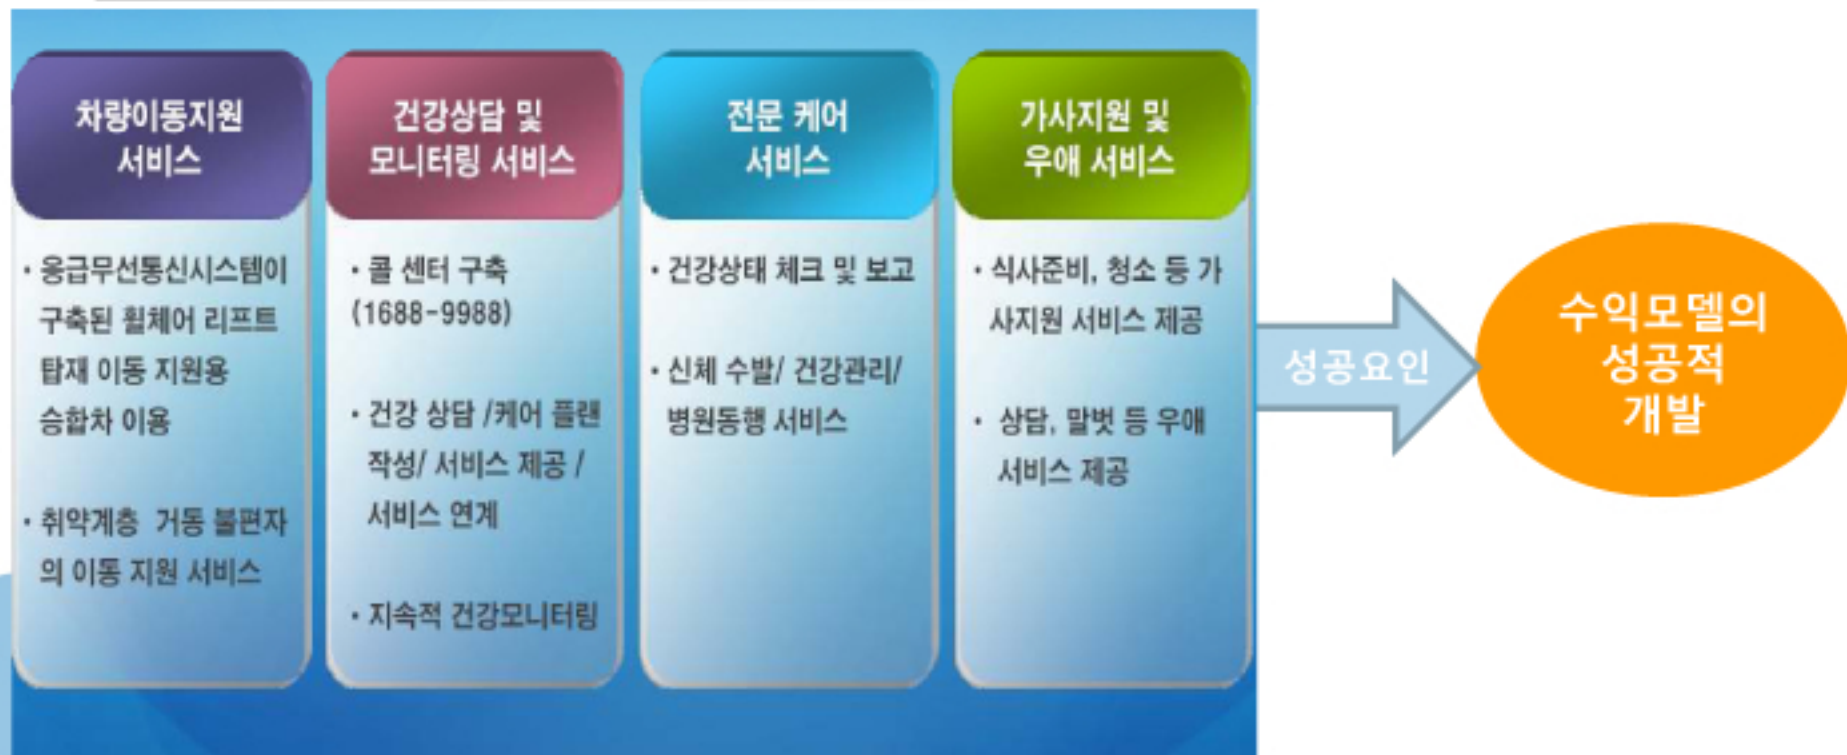 차량이동지원
서비스
• 응급무선통신시스템이
구축된 휠체어 리프트
탑재 이동 지원용
승합차 이용
• 취약계층 거동 불편자
의 이동 지원 서비스
건강상담 및
모니터링 서비스
• 콜 센터 구축
(1688-9988)
• 건강 상담 /케어 플랜
작성/ 서비스 제공 /
서비스 연계
• 지속적 건강모니터링
전문 케어
서비스
• 건강상태 체크 및 보고
• 신체 수발/ 건강관리/
병원동행 서비스
가사지원 및
우애 서비스
• 식사준비, 청소 등 가
사지원 서비스 제공
• 상담, 말벗 등 우애
서비스 제공
성공요인
수익모델의
성공적
개발